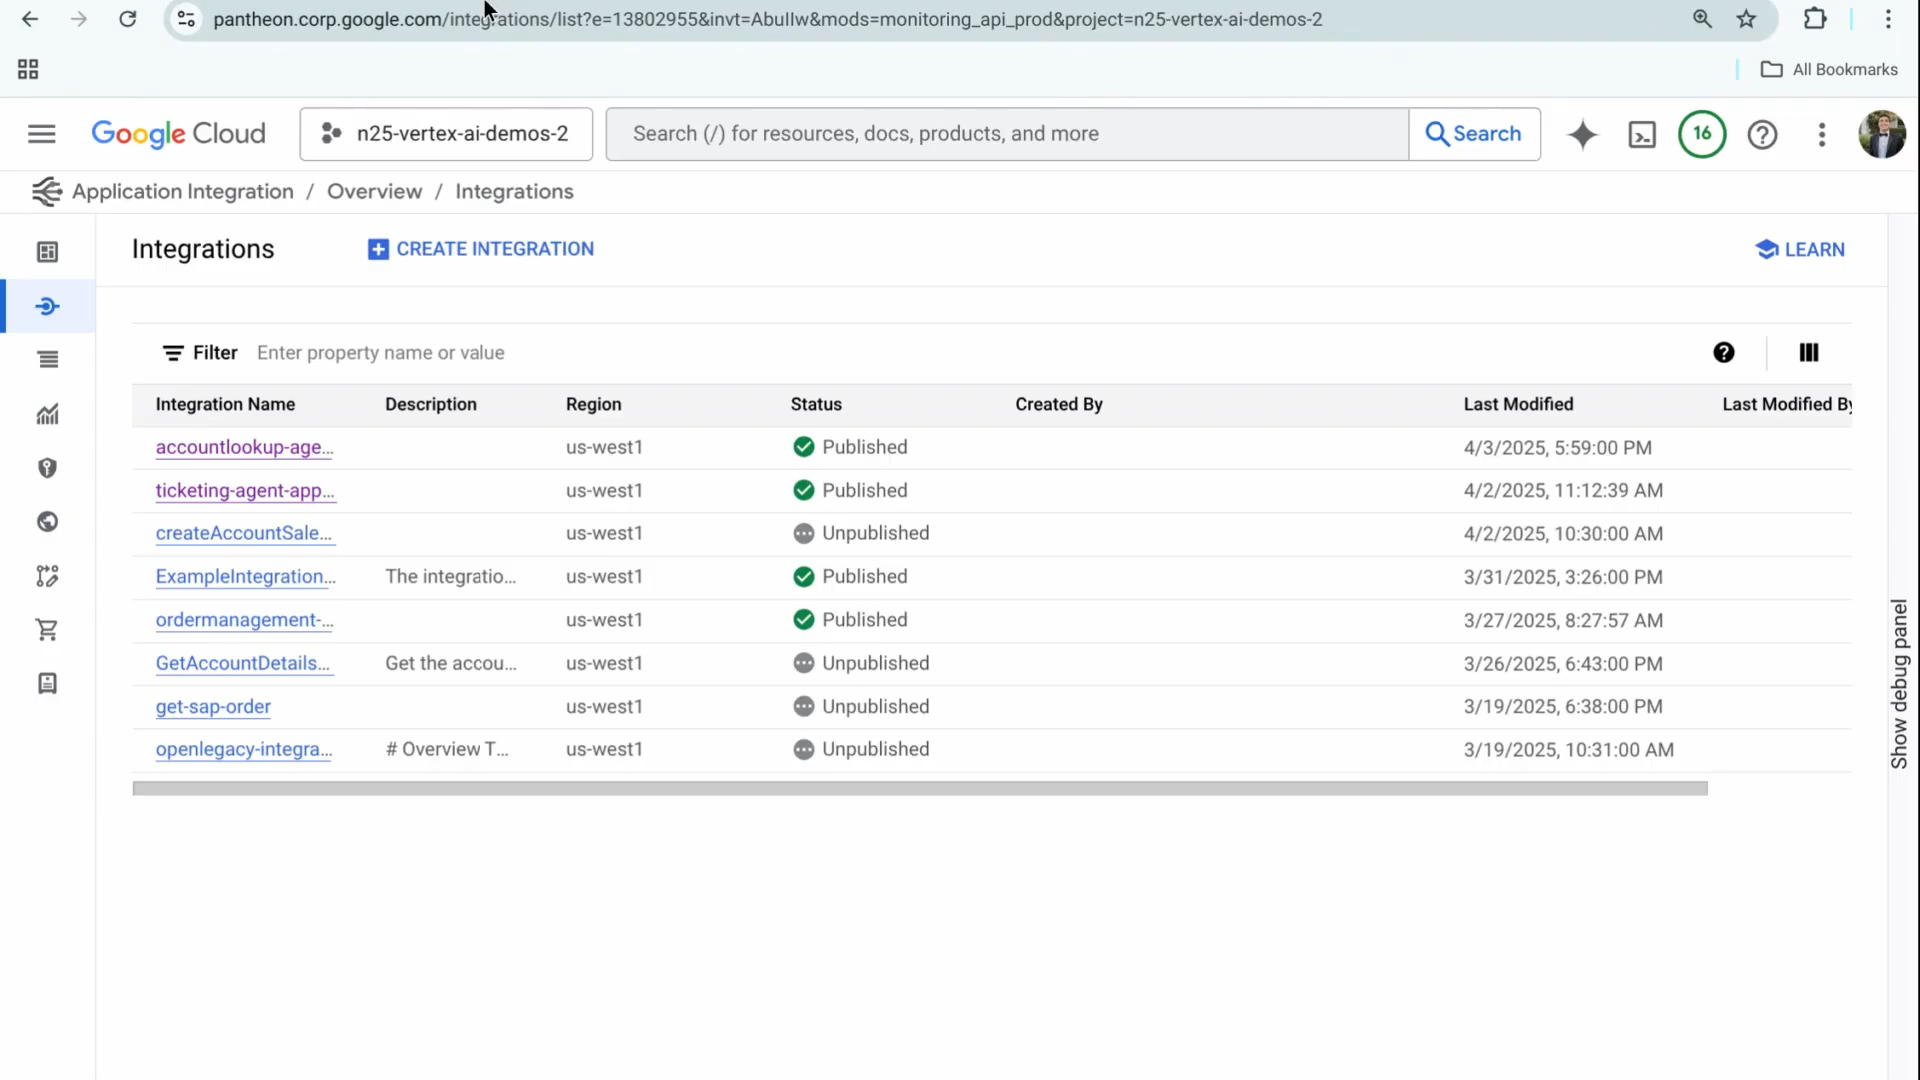 pantheon.corp.google.com/integrations/list?e=13802955&invt=Abullw&mods=monitoring_api_prod&project=n25-vertex-ai-demos-2
All Bookmarks
Google Cloud n25-vertex-ai-demos-2 Search (/) for resources, docs, products, and more Search 16
Application Integration / Overview / Integrations
Integrations CREATE INTEGRATION LEARN
Filter Enter property name or value
Integration Name Description Region Status Created By Last Modified Last Modified By
accountlookup-age... us-west1 Published 4/3/2025, 5:59:00 PM
ticketing-agent-app... us-west1 Published 4/2/2025, 11:12:39 AM
createAccountSale... us-west1 Unpublished 4/2/2025, 10:30:00 AM
ExampleIntegration... The integratio... us-west1 Published 3/31/2025, 3:26:00 PM
ordermanagement-... us-west1 Published 3/27/2025, 8:27:57 AM
GetAccountDetails... Get the accou... us-west1 Unpublished 3/26/2025, 6:43:00 PM
get-sap-order us-west1 Unpublished 3/19/2025, 6:38:00 PM
openlegacy-integra... # Overview T... us-west1 Unpublished 3/19/2025, 10:31:00 AM
Show debug panel